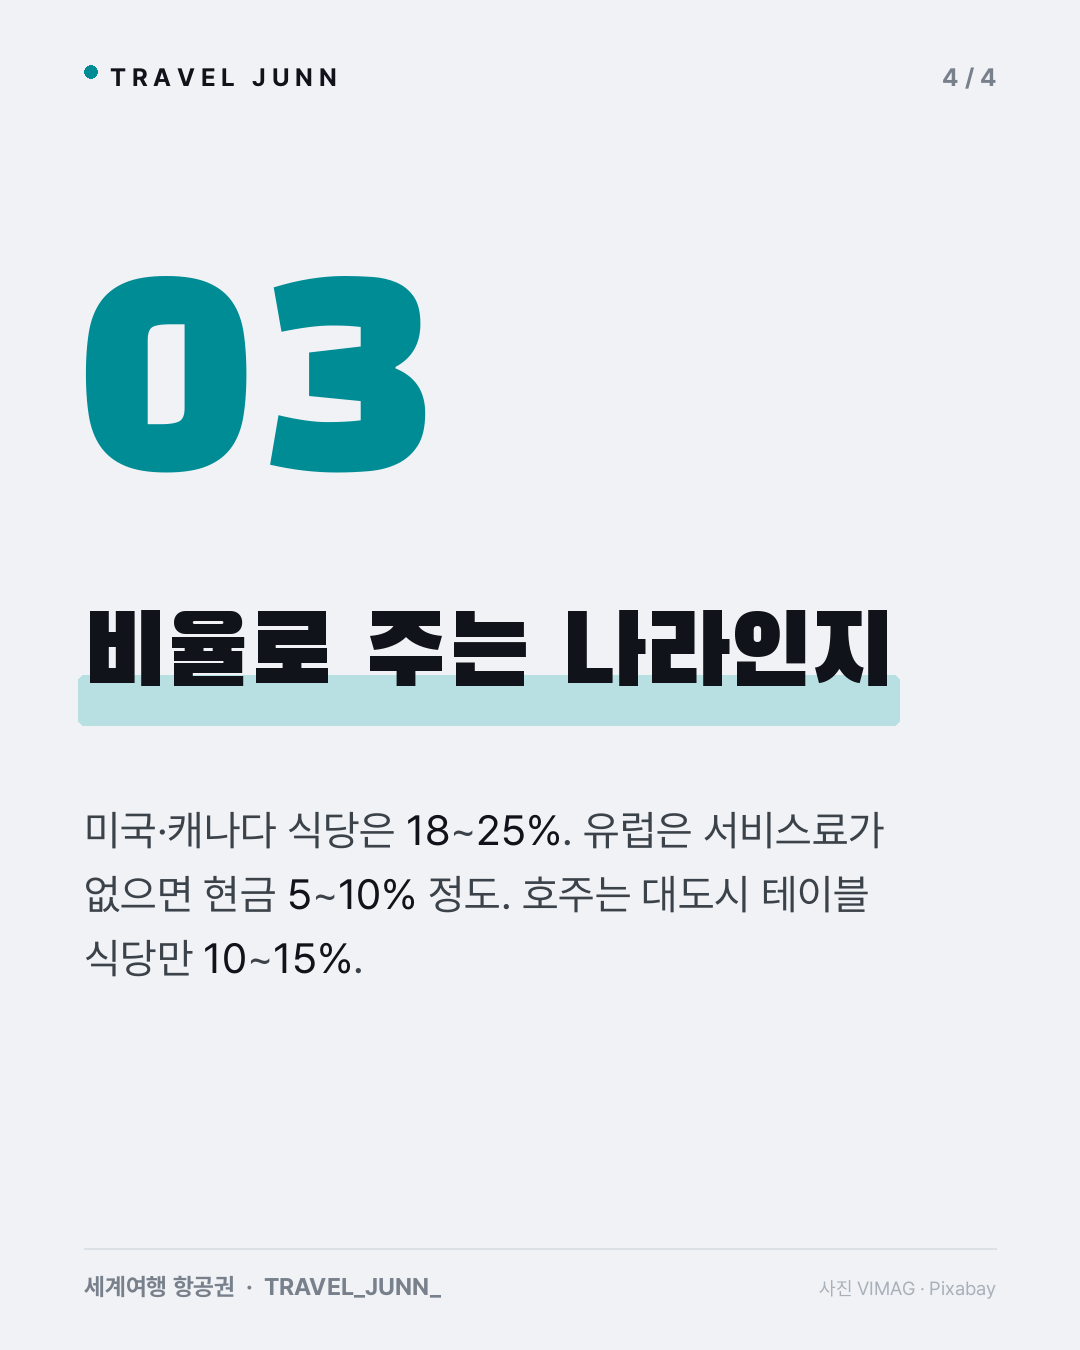 TRAVEL JUNN
4 / 4
03
비율로 주는 나라인지
미국·캐나다 식당은 18~25%. 유럽은 서비스료가
없으면 현금 5~10% 정도. 호주는 대도시 테이블
식당만 10~15%.
세계여행 항공권 · TRAVEL_JUNN_
사진 VIMAG · Pixabay